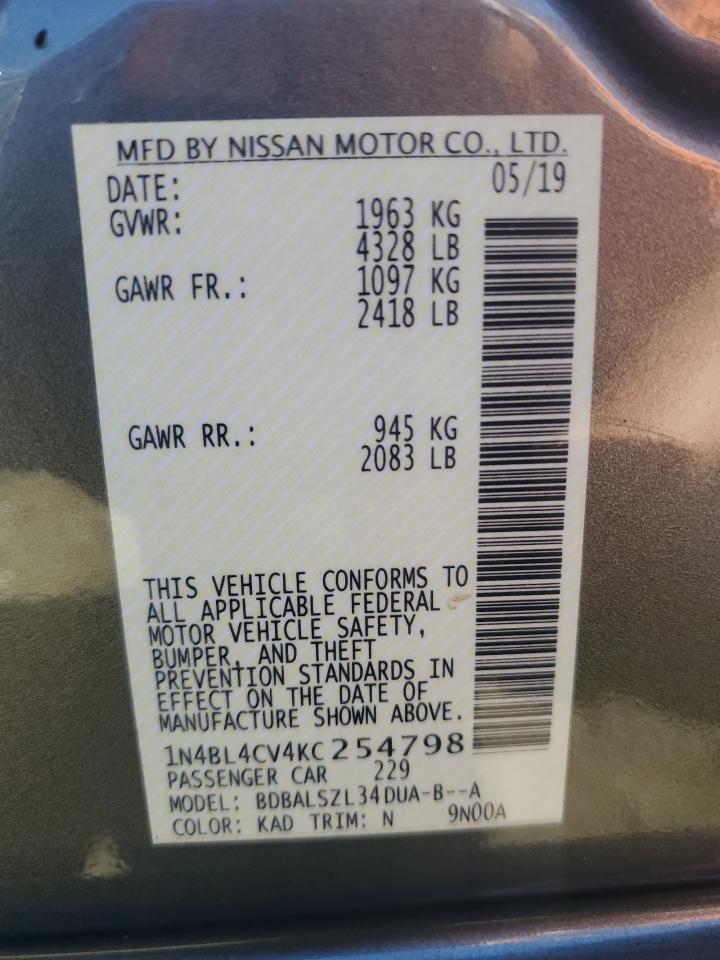 MFD BY NISSAN MOTOR CO., LTD.
DATE: 05/19
GVWR: 1963 KG
4328 LB
GAWR FR.: 1097 KG
2418 LB
GAWR RR.: 945 KG
2083 LB
THIS VEHICLE CONFORMS TO
ALL APPLICABLE FEDERAL
MOTOR VEHICLE SAFETY,
BUMPER, AND THEFT
PREVENTION STANDARDS IN
EFFECT ON THE DATE OF
MANUFACTURE SHOWN ABOVE.
1N4BL4CV4KC254798
PASSENGER CAR 229
MODEL: BDBALSZL34DUA-B--A
COLOR: KAD TRIM: N 9N00A